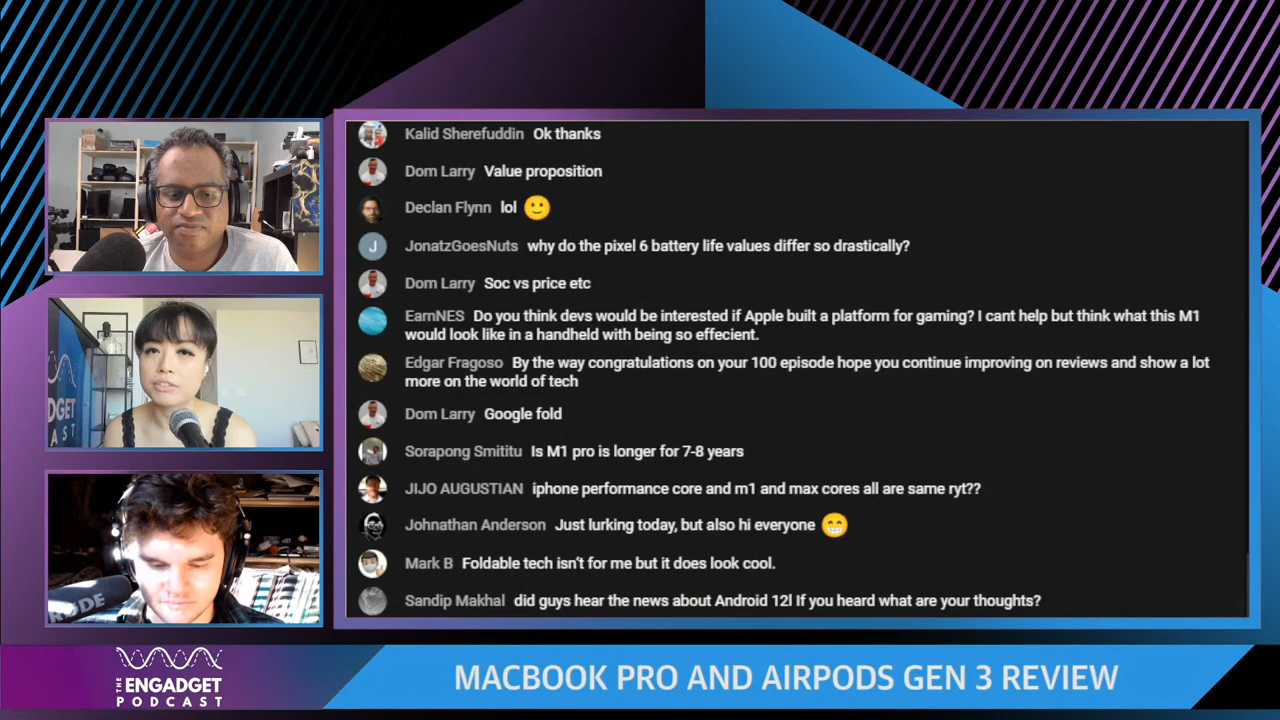 Kalid Sherefuddin Ok thanks
Dom Larry Value proposition
Declan Flynn lol
J
JonatzGoesNuts why do the pixel 6 battery life values differ so drastically?
Dom Larry Soc vs price etc
EarnNES Do you think devs would be interested if Apple built a platform for gaming? I cant help but think what this M1
would look like in a handheld with being so effecient.
Edgar Fragoso By the way congratulations on your 100 episode hope you continue improving on reviews and show a lot
more on the world of tech
Dom Larry Google fold
Sorapong Smititu Is M1 pro is longer for 7-8 years
JIJO AUGUSTIAN iphone performance core and m1 and max cores all are same ryt??
Johnathan Anderson Just lurking today, but also hi everyone
Mark B Foldable tech isn't for me but it does look cool.
Sandip Makhal did guys hear the news about Android 12l If you heard what are your thoughts?
GADGET
CAST
RODE
THE
ENGADGET
PODCAST
MACBOOK PRO AND AIRPODS GEN 3 REVIEW